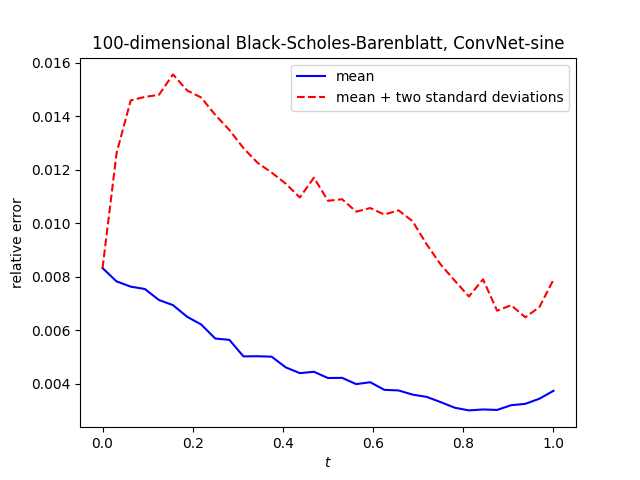 100-dimensional Black-Scholes-Barenblatt, ConvNet-sine
mean
mean + two standard deviations
relative error
0.016
0.014
0.012
0.010
0.008
0.006
0.004
0.0
0.2
0.4
0.6
0.8
1.0
t